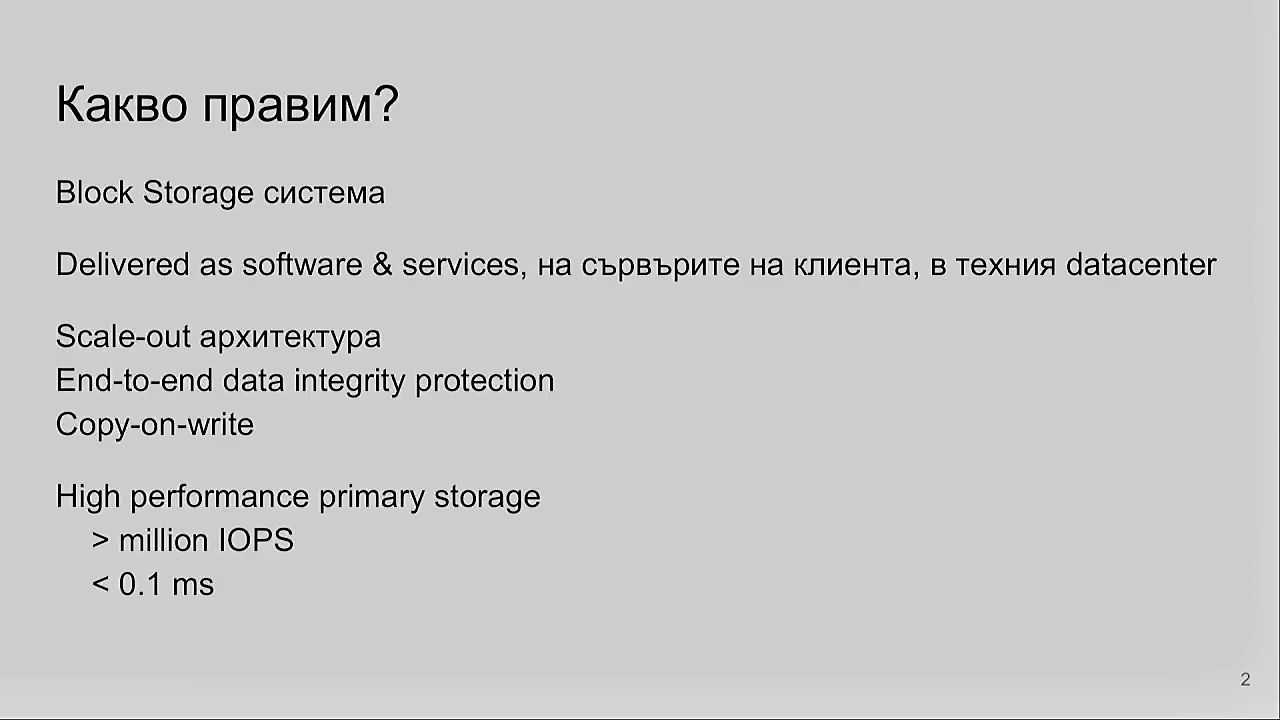 Какво правим?
Block Storage система
Delivered as software & services, на сървърите на клиента, в техния datacenter
Scale-out архитектура
End-to-end data integrity protection
Copy-on-write
High performance primary storage
> million IOPS
< 0.1 ms
2